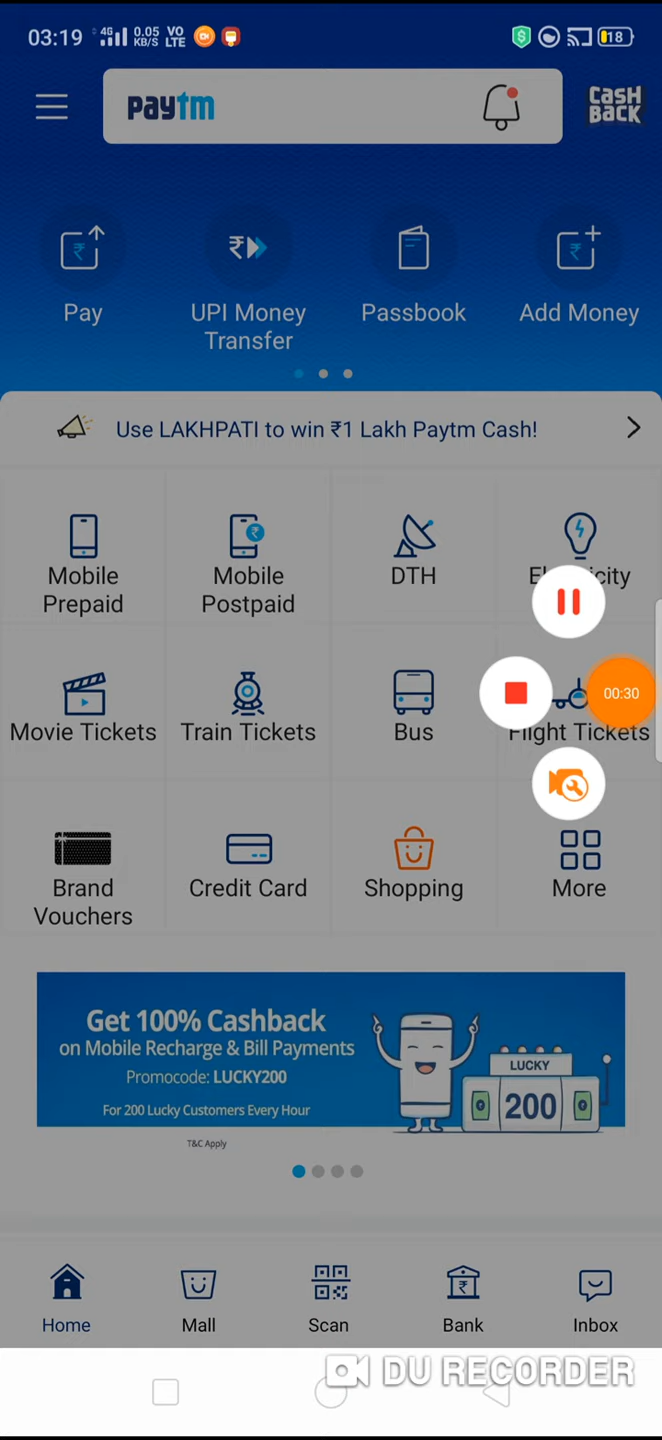 03:19 4G 0.05 KB/S VO LTE 18
paytm
CASH BACK
Pay
UPI Money Transfer
Passbook
Add Money
Use LAKHPATI to win ₹1 Lakh Paytm Cash!
Mobile Prepaid
Mobile Postpaid
DTH
El city
Movie Tickets
Train Tickets
Bus
Flight Tickets
00:30
Brand Vouchers
Credit Card
Shopping
More
Get 100% Cashback
on Mobile Recharge & Bill Payments
Promocode: LUCKY200
For 200 Lucky Customers Every Hour
LUCKY
200
T&C Apply
Home
Mall
Scan
Bank
Inbox
DU RECORDER